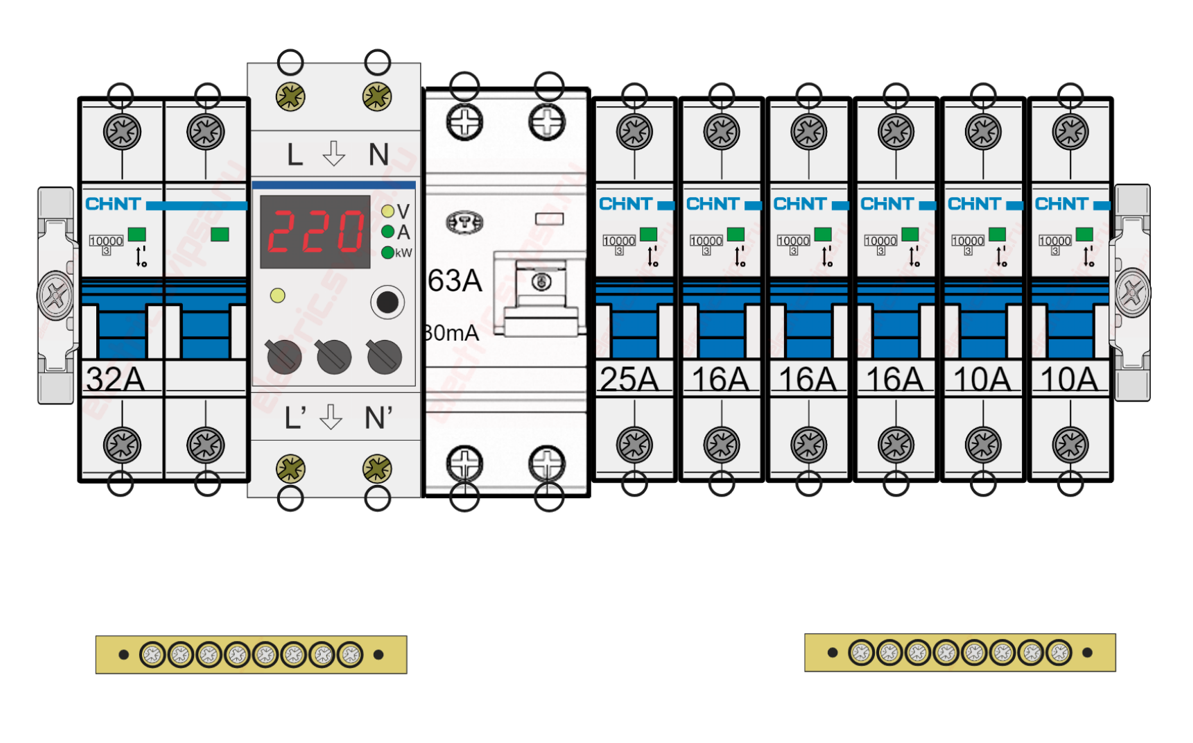 L N
CHNT CHNT CHNT CHNT CHNT CHNT CHNT
220 V
A
kW
10000 10000 10000 10000 10000 10000 10000
3 3 3 3 3 3 3
63A
30mA
32A 25A 16A 16A 16A 10A 10A
L’ N’